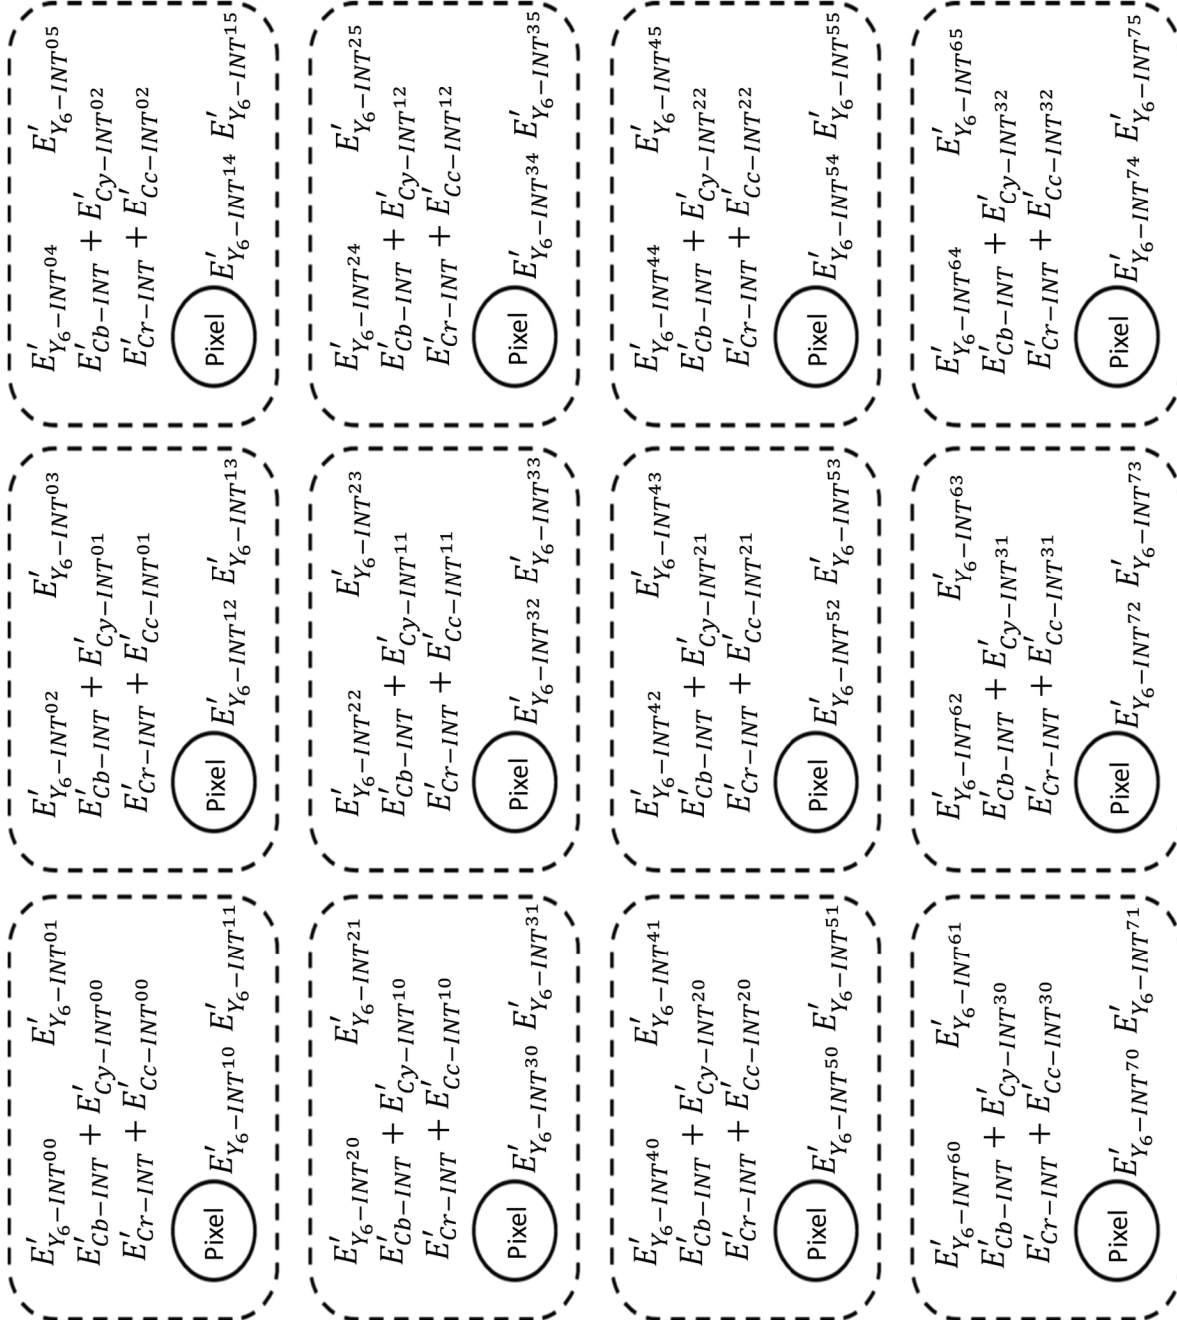 E′Y6−INT00 E′Y6−INT01
E′Cb−INT + E′Cy−INT00
E′Cr−INT + E′Cc−INT00
Pixel E′Y6−INT10 E′Y6−INT11
E′Y6−INT02 E′Y6−INT03
E′Cb−INT + E′Cy−INT01
E′Cr−INT + E′Cc−INT01
Pixel E′Y6−INT12 E′Y6−INT13
E′Y6−INT04 E′Y6−INT05
E′Cb−INT + E′Cy−INT02
E′Cr−INT + E′Cc−INT02
Pixel E′Y6−INT14 E′Y6−INT15
E′Y6−INT20 E′Y6−INT21
E′Cb−INT + E′Cy−INT10
E′Cr−INT + E′Cc−INT10
Pixel E′Y6−INT30 E′Y6−INT31
E′Y6−INT22 E′Y6−INT23
E′Cb−INT + E′Cy−INT11
E′Cr−INT + E′Cc−INT11
Pixel E′Y6−INT32 E′Y6−INT33
E′Y6−INT24 E′Y6−INT25
E′Cb−INT + E′Cy−INT12
E′Cr−INT + E′Cc−INT12
Pixel E′Y6−INT34 E′Y6−INT35
E′Y6−INT40 E′Y6−INT41
E′Cb−INT + E′Cy−INT20
E′Cr−INT + E′Cc−INT20
Pixel E′Y6−INT50 E′Y6−INT51
E′Y6−INT42 E′Y6−INT43
E′Cb−INT + E′Cy−INT21
E′Cr−INT + E′Cc−INT21
Pixel E′Y6−INT52 E′Y6−INT53
E′Y6−INT44 E′Y6−INT45
E′Cb−INT + E′Cy−INT22
E′Cr−INT + E′Cc−INT22
Pixel E′Y6−INT54 E′Y6−INT55
E′Y6−INT60 E′Y6−INT61
E′Cb−INT + E′Cy−INT30
E′Cr−INT + E′Cc−INT30
Pixel E′Y6−INT70 E′Y6−INT71
E′Y6−INT62 E′Y6−INT63
E′Cb−INT + E′Cy−INT31
E′Cr−INT + E′Cc−INT31
Pixel E′Y6−INT72 E′Y6−INT73
E′Y6−INT64 E′Y6−INT65
E′Cb−INT + E′Cy−INT32
E′Cr−INT + E′Cc−INT32
Pixel E′Y6−INT74 E′Y6−INT75